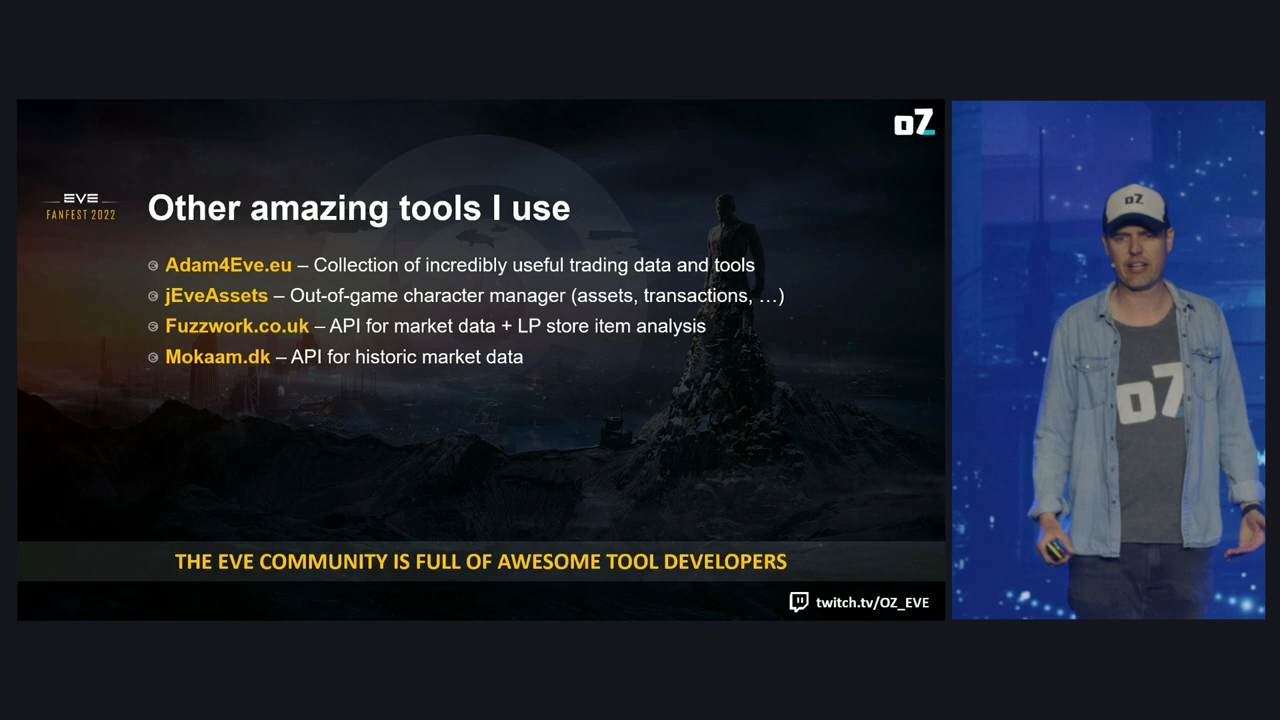 oZ
EVE
FANFEST 2022
Other amazing tools I use
Adam4Eve.eu – Collection of incredibly useful trading data and tools
jEveAssets – Out-of-game character manager (assets, transactions, …)
Fuzzwork.co.uk – API for market data + LP store item analysis
Mokaam.dk – API for historic market data
THE EVE COMMUNITY IS FULL OF AWESOME TOOL DEVELOPERS
twitch.tv/OZ_EVE
oZ
oZ